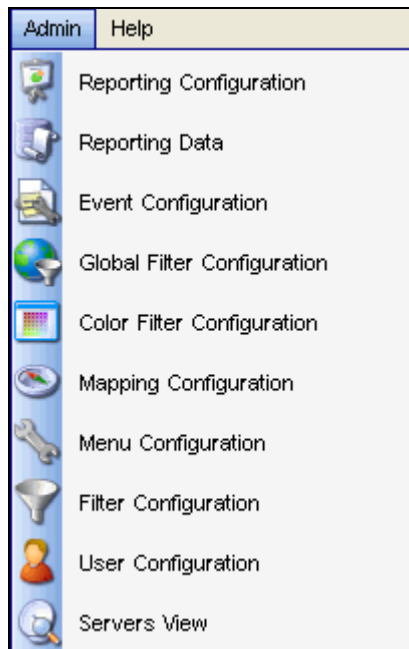 Admin Help
Reporting Configuration
Reporting Data
Event Configuration
Global Filter Configuration
Color Filter Configuration
Mapping Configuration
Menu Configuration
Filter Configuration
User Configuration
Servers View